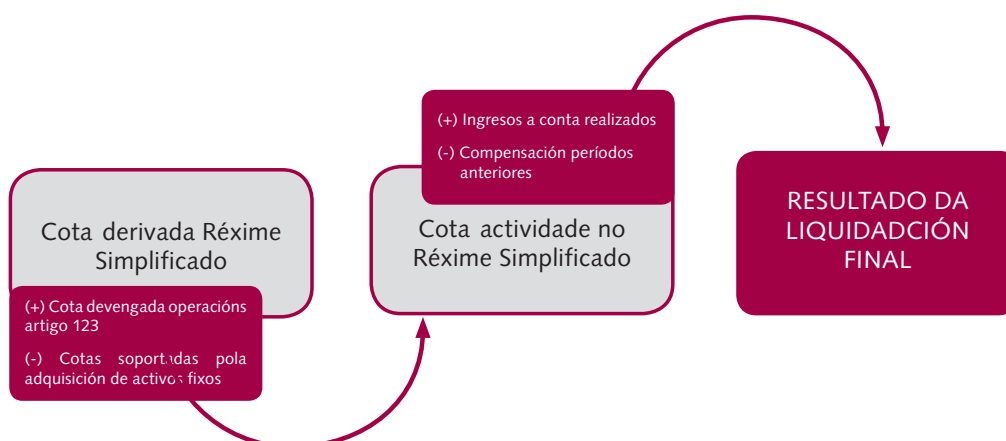 Cota derivada Réxime
Simplificado
(+) Cota devengada operacións
artigo 123
(-) Cotas soportadas pola
adquisición de activos fixos
(+) Ingresos a conta realizados
(-) Compensación períodos
anteriores
Cota actividade no
Réxime Simplificado
RESULTADO DA
LIQUIDADCIÓN
FINAL